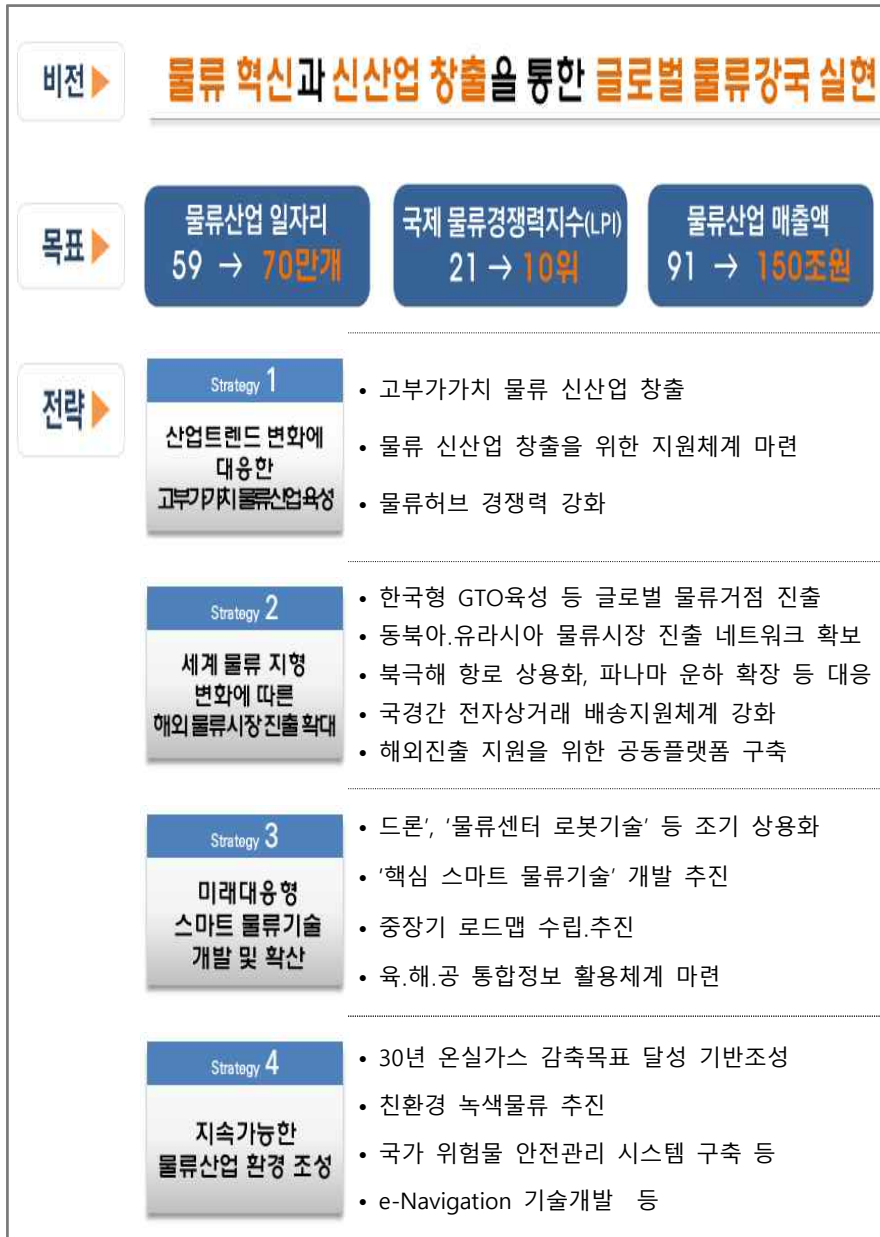 비전
물류 혁신과 신산업 창출을 통한 글로벌 물류강국 실현
목표
물류산업 일자리
59 → 70만개
국제 물류경쟁력지수(LPI)
21 → 10위
물류산업 매출액
91 → 150조원
전략
Strategy 1
산업트렌드 변화에
대응한
고부가가치 물류산업 육성
• 고부가가치 물류 신산업 창출
• 물류 신산업 창출을 위한 지원체계 마련
• 물류허브 경쟁력 강화
Strategy 2
세계 물류 지형
변화에 따른
해외 물류시장 진출 확대
• 한국형 GTO육성 등 글로벌 물류거점 진출
• 동북아.유라시아 물류시장 진출 네트워크 확보
• 북극해 항로 상용화, 파나마 운하 확장 등 대응
• 국경간 전자상거래 배송지원체계 강화
• 해외진출 지원을 위한 공동플랫폼 구축
Strategy 3
미래대응형
스마트 물류기술
개발 및 확산
• 드론’, ‘물류센터 로봇기술’ 등 조기 상용화
• ‘핵심 스마트 물류기술’ 개발 추진
• 중장기 로드맵 수립.추진
• 육.해.공 통합정보 활용체계 마련
Strategy 4
지속가능한
물류산업 환경 조성
• 30년 온실가스 감축목표 달성 기반조성
• 친환경 녹색물류 추진
• 국가 위험물 안전관리 시스템 구축 등
• e-Navigation 기술개발 등